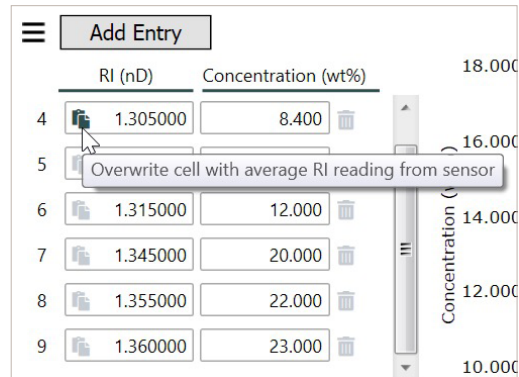 Add Entry
RI (nD) Concentration (wt%)
4 1.305000 8.400
5
Overwrite cell with average RI reading from sensor
6 1.315000 12.000
7 1.345000 20.000
8 1.355000 22.000
9 1.360000 23.000
18.000
16.000
14.000
12.000
10.000
Concentration (